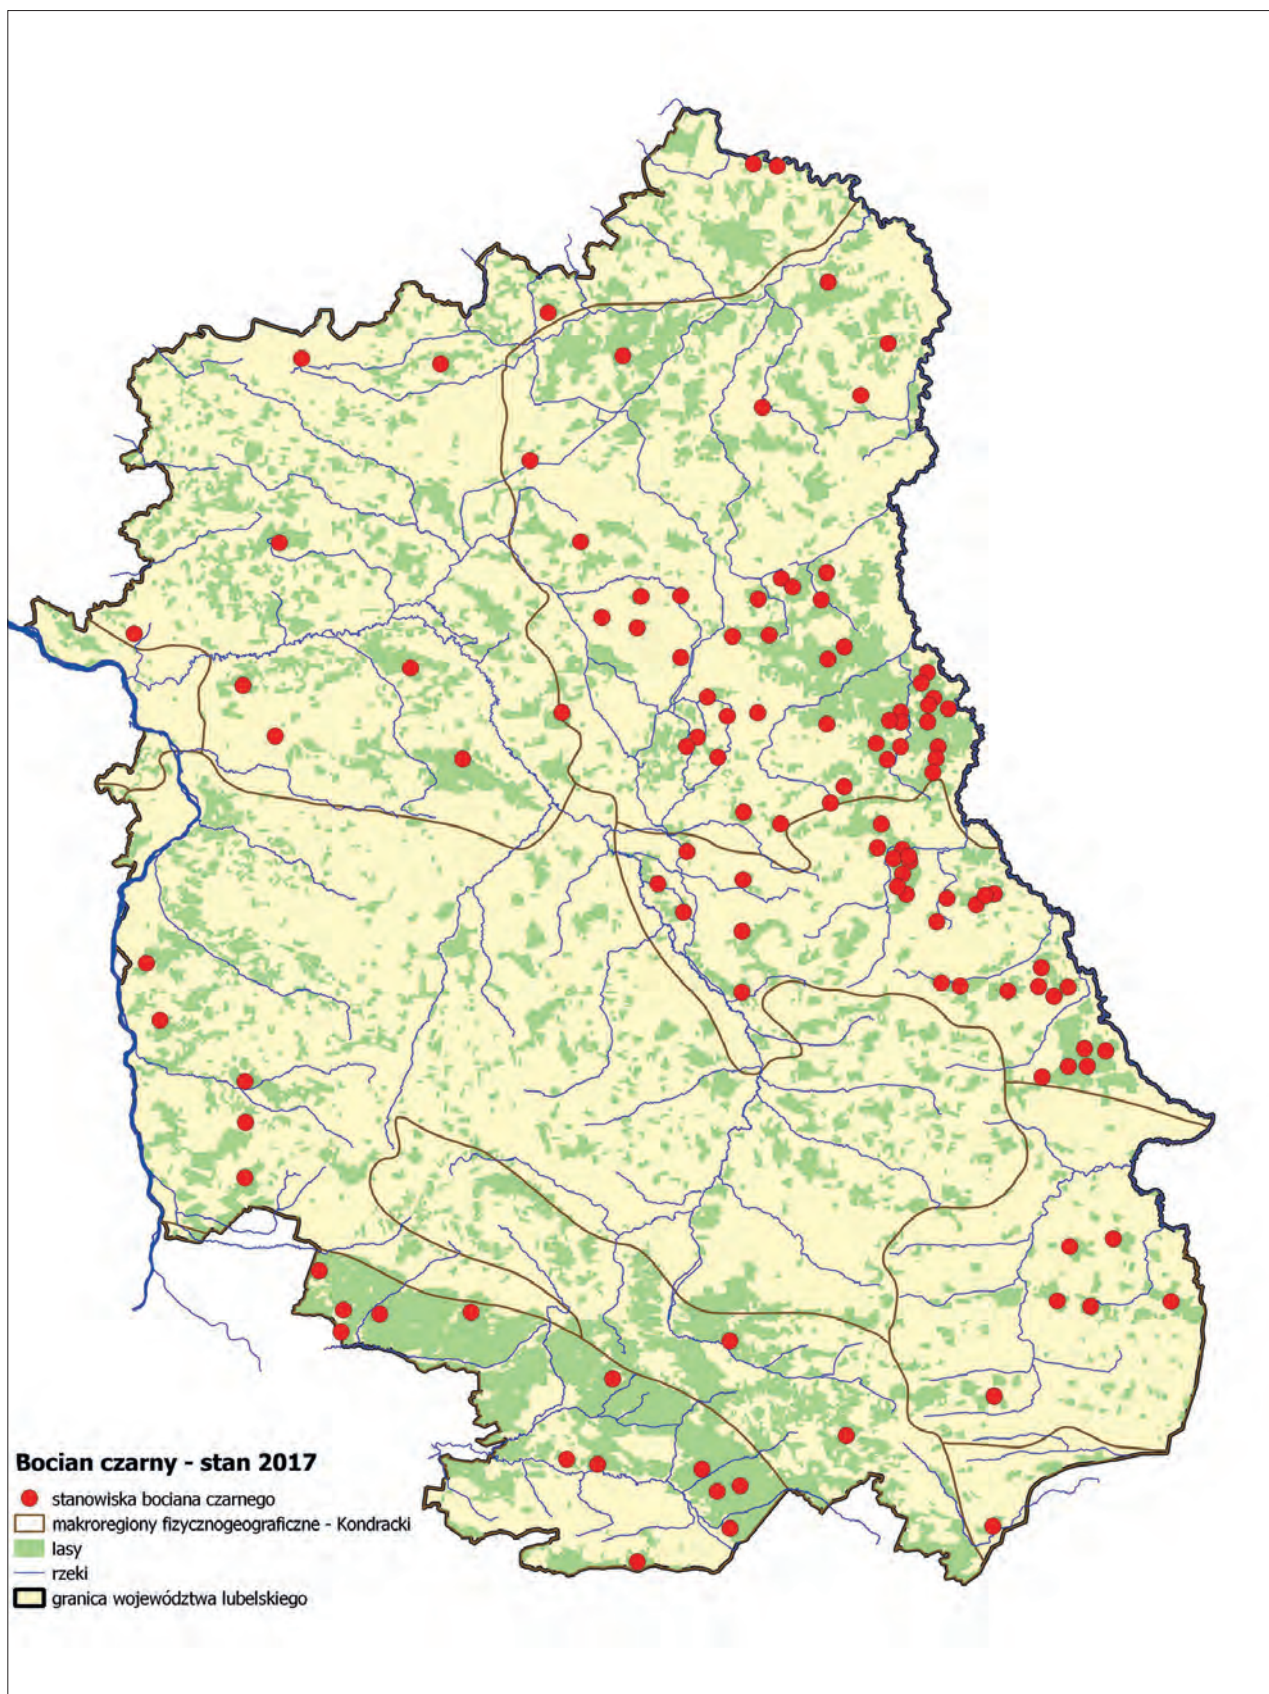 Bocian czarny - stan 2017
stanowiska bociana czarnego
makroregiony fizycznogeograficzne - Kondracki
lasy
rzeki
granica województwa lubelskiego